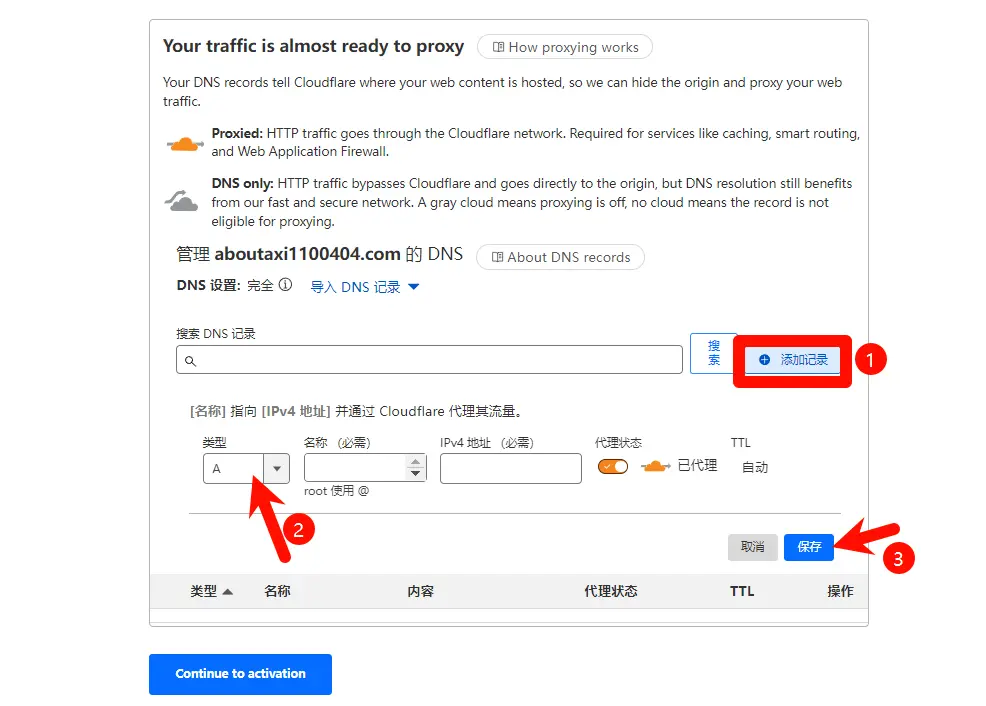 Your traffic is almost ready to proxy How proxying works
Your DNS records tell Cloudflare where your web content is hosted, so we can hide the origin and proxy your web
traffic.
Proxied: HTTP traffic goes through the Cloudflare network. Required for services like caching, smart routing,
and Web Application Firewall.
DNS only: HTTP traffic bypasses Cloudflare and goes directly to the origin, but DNS resolution still benefits
from our fast and secure network. A gray cloud means proxying is off, no cloud means the record is not
eligible for proxying.
管理 aboutaxi1100404.com 的 DNS About DNS records
DNS 设置: 完全 导入 DNS 记录
搜索 DNS 记录
搜索
添加记录 1
[名称] 指向 [IPv4 地址] 并通过 Cloudflare 代理其流量。
类型 名称 (必需) IPv4 地址 (必需) 代理状态 TTL
A 已代理 自动
root 使用 @
2
取消 保存 3
类型 名称 内容 代理状态 TTL 操作
Continue to activation